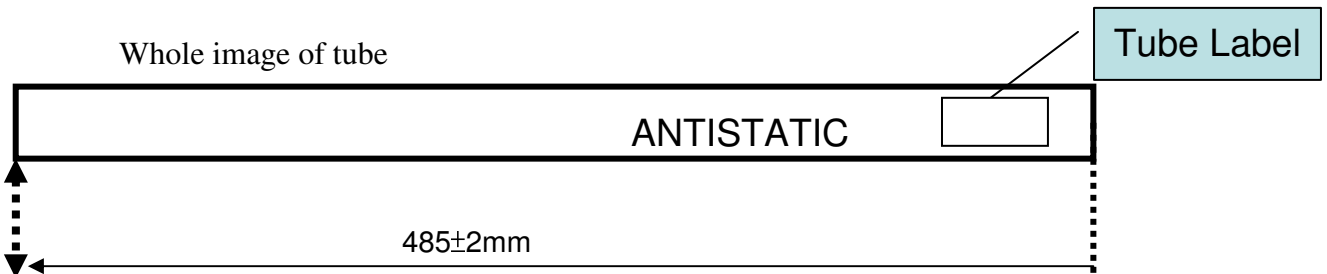 Tube Label
Whole image of tube
ANTISTATIC
485±2mm